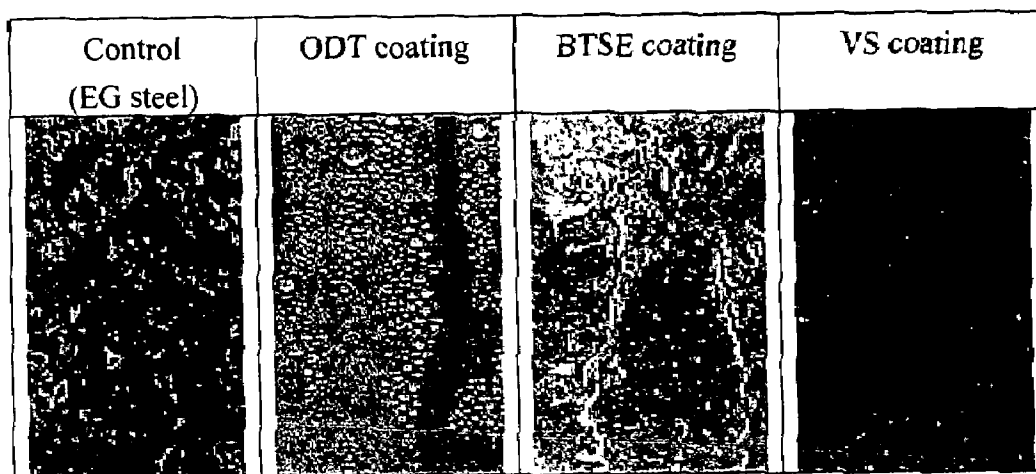 Control
(EG steel)
ODT coating
BTSE coating
VS coating